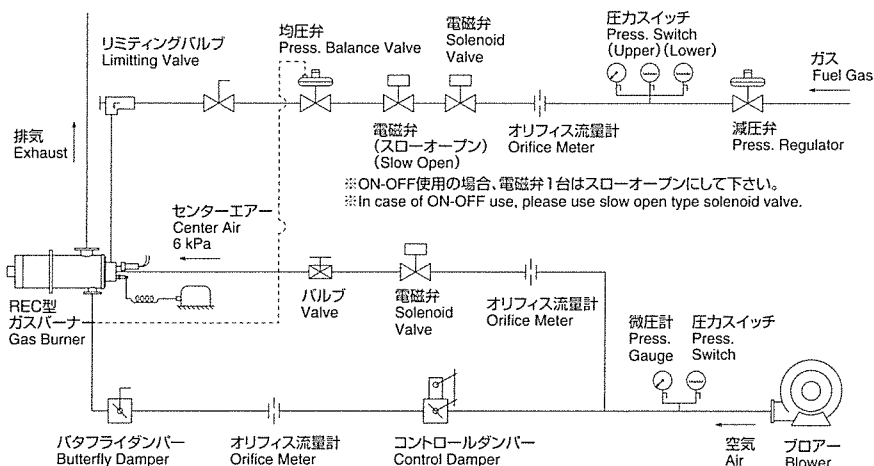 リミティングバルブ
Limitting Valve
均圧弁
Press. Balance Valve
電磁弁
Solenoid
Valve
圧力スイッチ
Press. Switch
(Upper) (Lower)
ガス
Fuel Gas
排気
Exhaust
電磁弁
(スローオープン)
(Slow Open)
オリフィス流量計
Orifice Meter
減圧弁
Press. Regulator
※ON-OFF使用の場合、電磁弁1台はスローオープンにして下さい。
※In case of ON-OFF use, please use slow open type solenoid valve.
センターエアー
Center Air
6 kPa
REC型
ガスバーナー
Gas Burner
バルブ
Valve
電磁弁
Solenoid
Valve
オリフィス流量計
Orifice Meter
微圧計
Press.
Gauge
圧力スイッチ
Press.
Switch
バタフライダンパー
Butterfly Damper
オリフィス流量計
Orifice Meter
コントロールダンパー
Control Damper
空気
Air
ブロアー
Blower